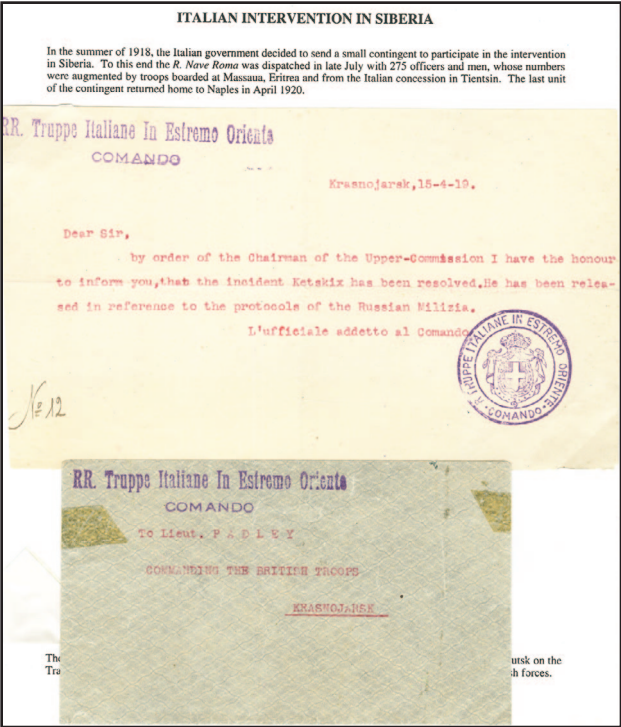 ITALIAN INTERVENTION IN SIBERIA
In the summer of 1918, the Italian government decided to send a small contingent to participate in the intervention
in Siberia. To this end the R. Nave Roma was dispatched in late July with 275 officers and men, whose numbers
were augmented by troops boarded at Massaua, Eritrea and from the Italian concession in Tientsin. The last unit
of the contingent returned home to Naples in April 1920.
RR. Truppe Italiane In Estremo Oriente
COMANDO
Krasnojarsk,15-4-19.
Dear Sir,
by order of the Chairman of the Upper-Commission I have the honour
to inform you,that the incident Ketskix has been resolved.He has been relea-
sed in reference to the protocols of the Russian Milizia.
L'ufficiale addetto al Comando
R TRUPPE ITALIANE IN ESTREMO ORIENTE
· COMANDO ·
No 12
RR. Truppe Italiane In Estremo Oriente
COMANDO
To Lieut. P A D L E Y
COMMANDING THE BRITISH TROOPS
KRASNOJARSK
utsk on the
h forces.